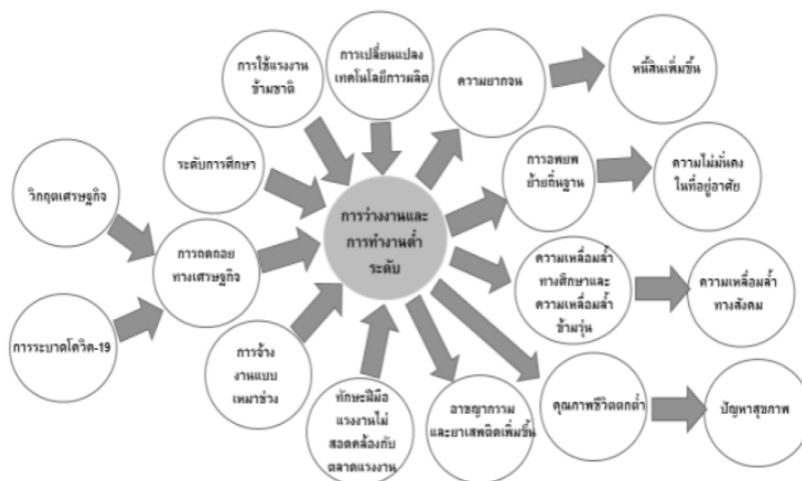 การใช้แรงงาน
ข้ามชาติ
การเปลี่ยนแปลง
เทคโนโลยีการผลิต
ความยากจน
หนี้สินเพิ่มขึ้น
ระดับการศึกษา
การอพยพ
ย้ายถิ่นฐาน
ความไม่มั่นคง
ในที่อยู่อาศัย
วิกฤตเศรษฐกิจ
การว่างงานและ
การทำงานต่ำ
ระดับ
การถดถอย
ทางเศรษฐกิจ
ความเหลื่อมล้ำ
ทางศึกษาและ
ความเหลื่อมล้ำ
ข้ามรุ่น
ความเหลื่อมล้ำ
ทางสังคม
การระบาดโควิด-19
การจ้าง
งานแบบ
เหมาช่วง
ทักษะฝีมือ
แรงงานไม่
สอดคล้องกับ
ตลาดแรงงาน
อาชญากรรม
และยาเสพติดเพิ่มขึ้น
คุณภาพชีวิตตกต่ำ
ปัญหาสุขภาพ